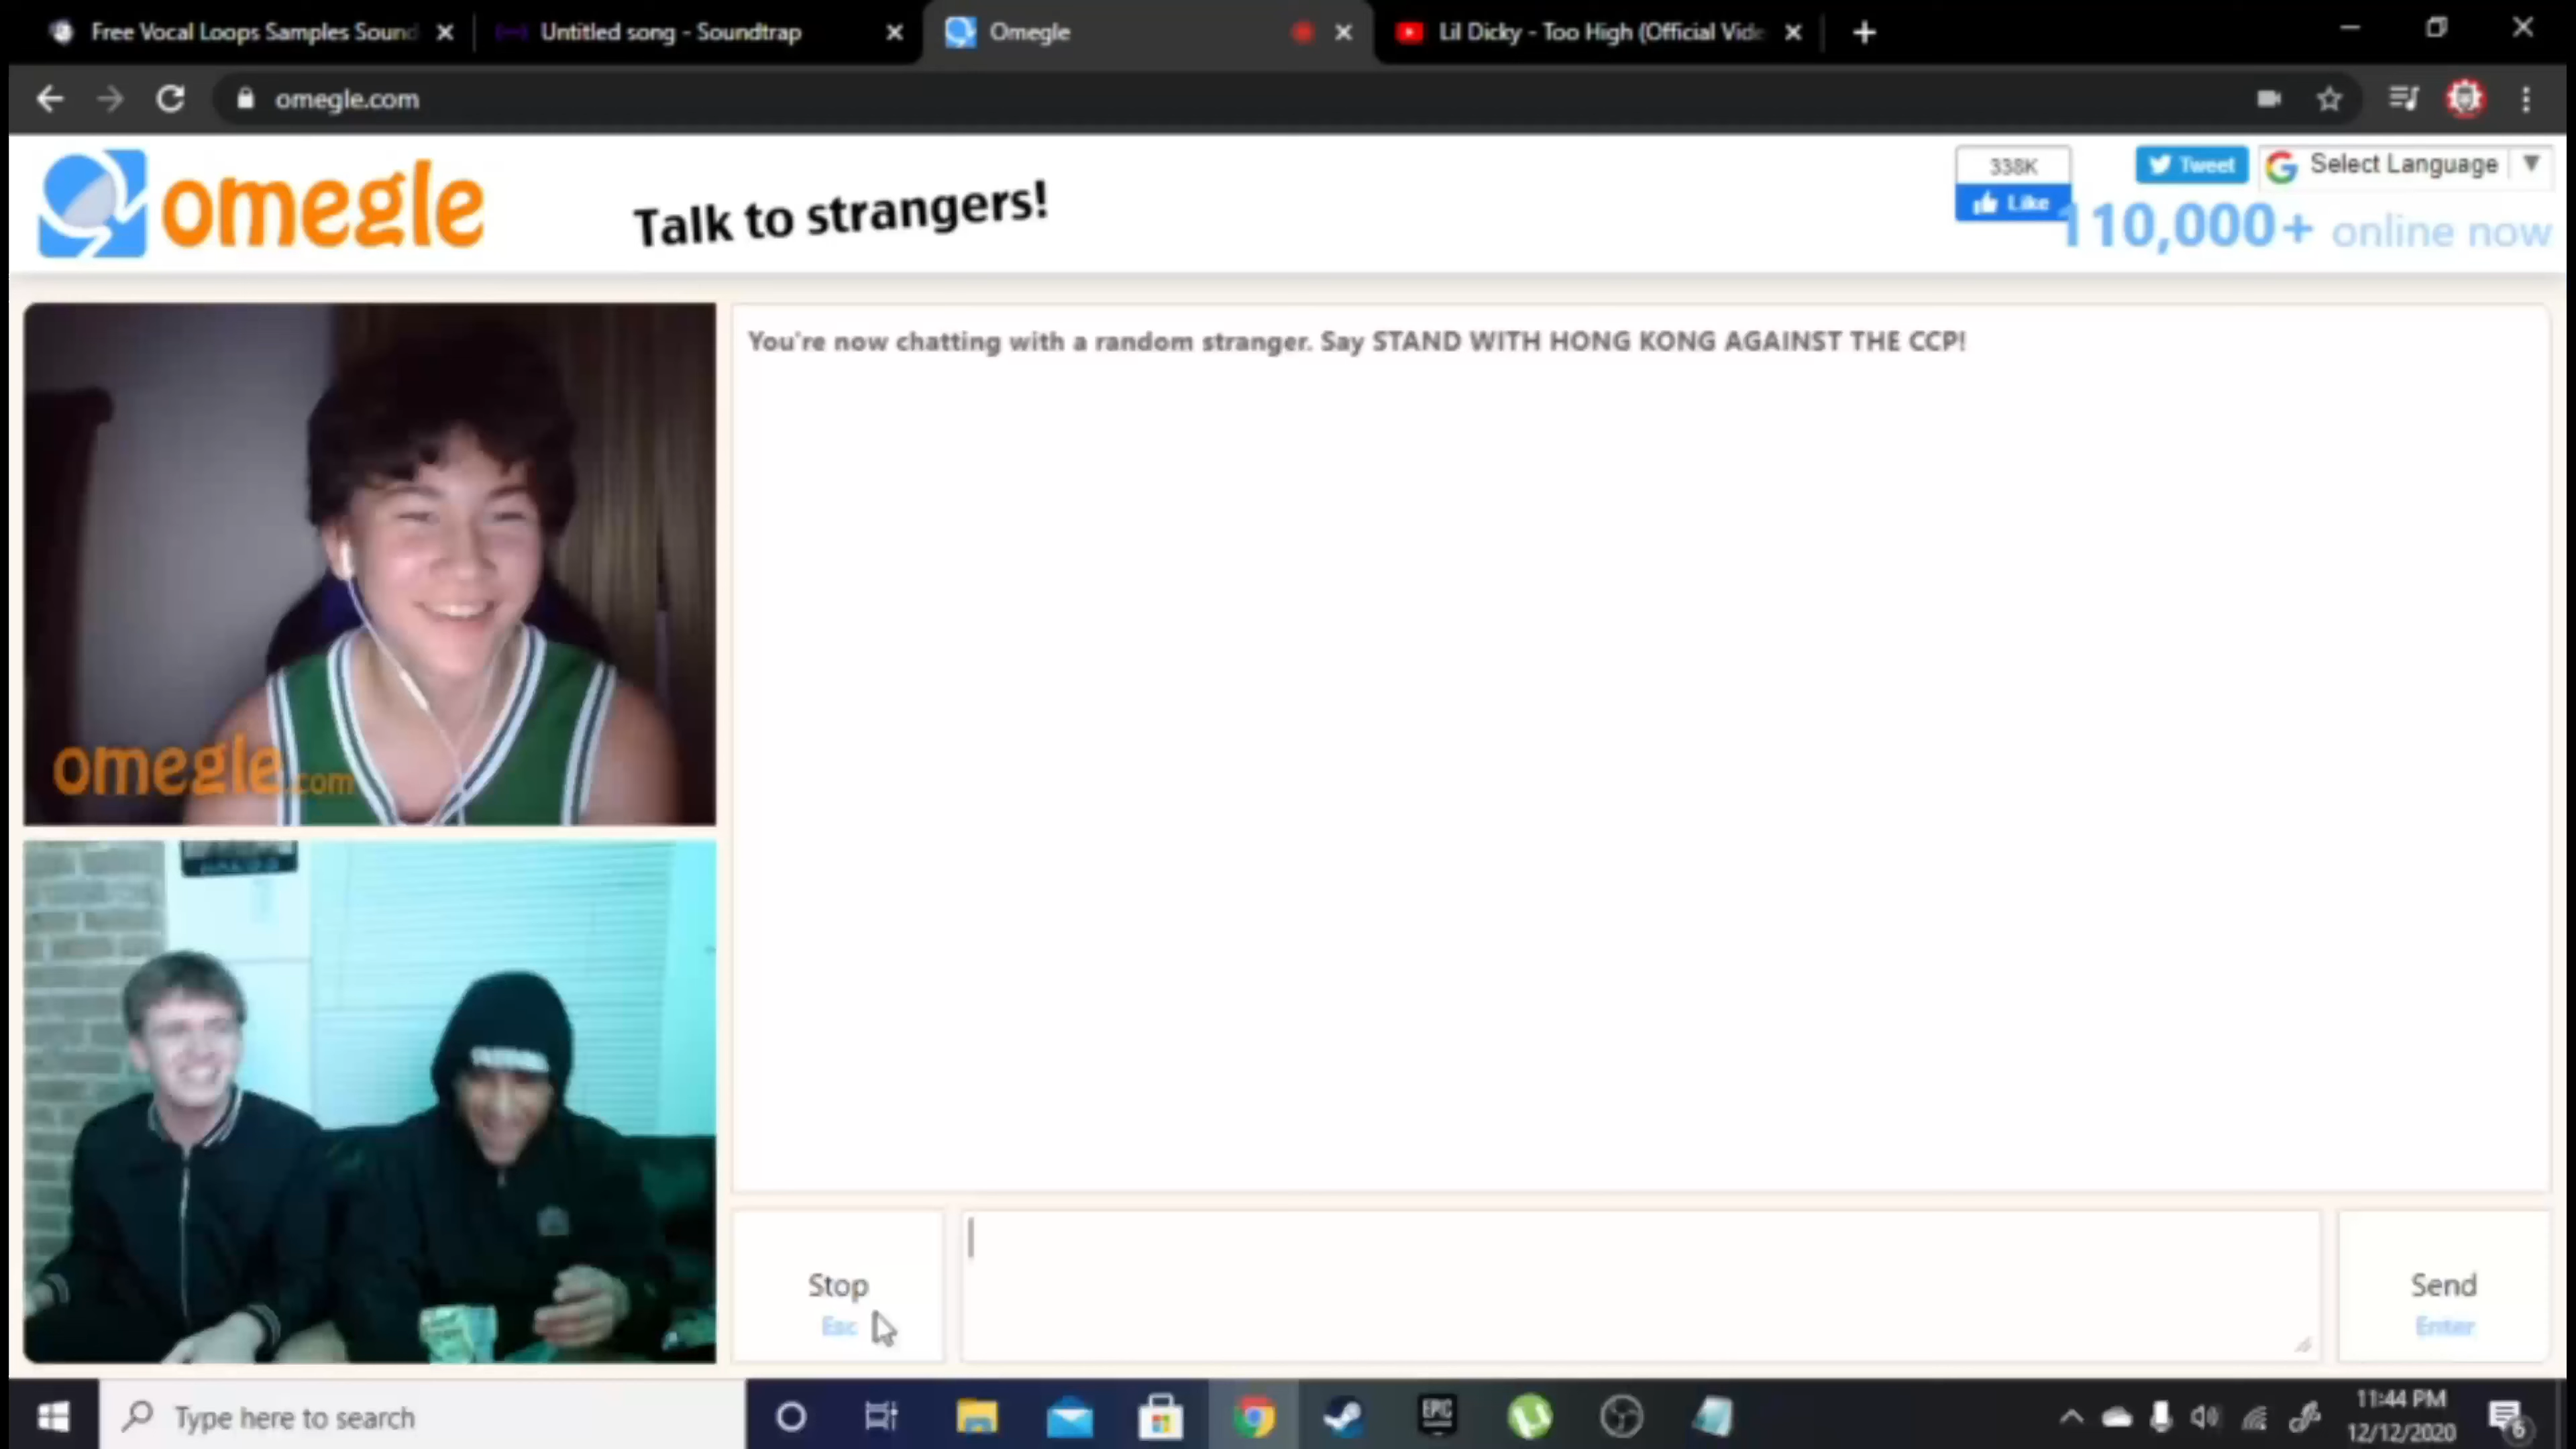 Free Vocal Loops Samples Sound
Untitled song - Soundtrap
Omegle
Lil Dicky - Too High (Official Vide
omegle.com
omegle
Talk to strangers!
338K
Like
Tweet
Select Language
110,000+ online now
You're now chatting with a random stranger. Say STAND WITH HONG KONG AGAINST THE CCP!
omegle.com
Stop
Esc
Send
Enter
Type here to search
EPIC
11:44 PM
12/12/2020
6